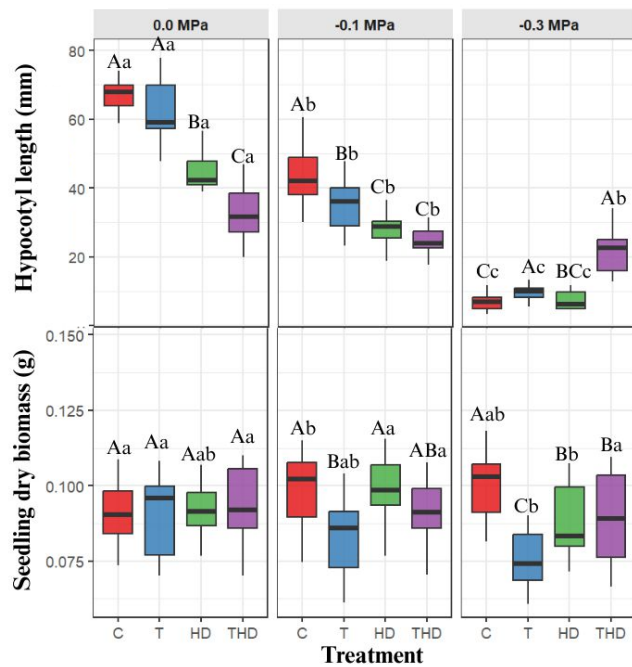 0.0 MPa -0.1 MPa -0.3 MPa
Hypocotyl length (mm)
80
60
40
20
Aa Aa Ba Ca
Ab Bb Cb Cb
Cc Ac BCc Ab
Seedling dry biomass (g)
0.150
0.125
0.100
0.075
Aa Aa Aab Aa
Ab Bab Aa ABa
Aab Cb Bb Ba
C T HD THD C T HD THD C T HD THD
Treatment